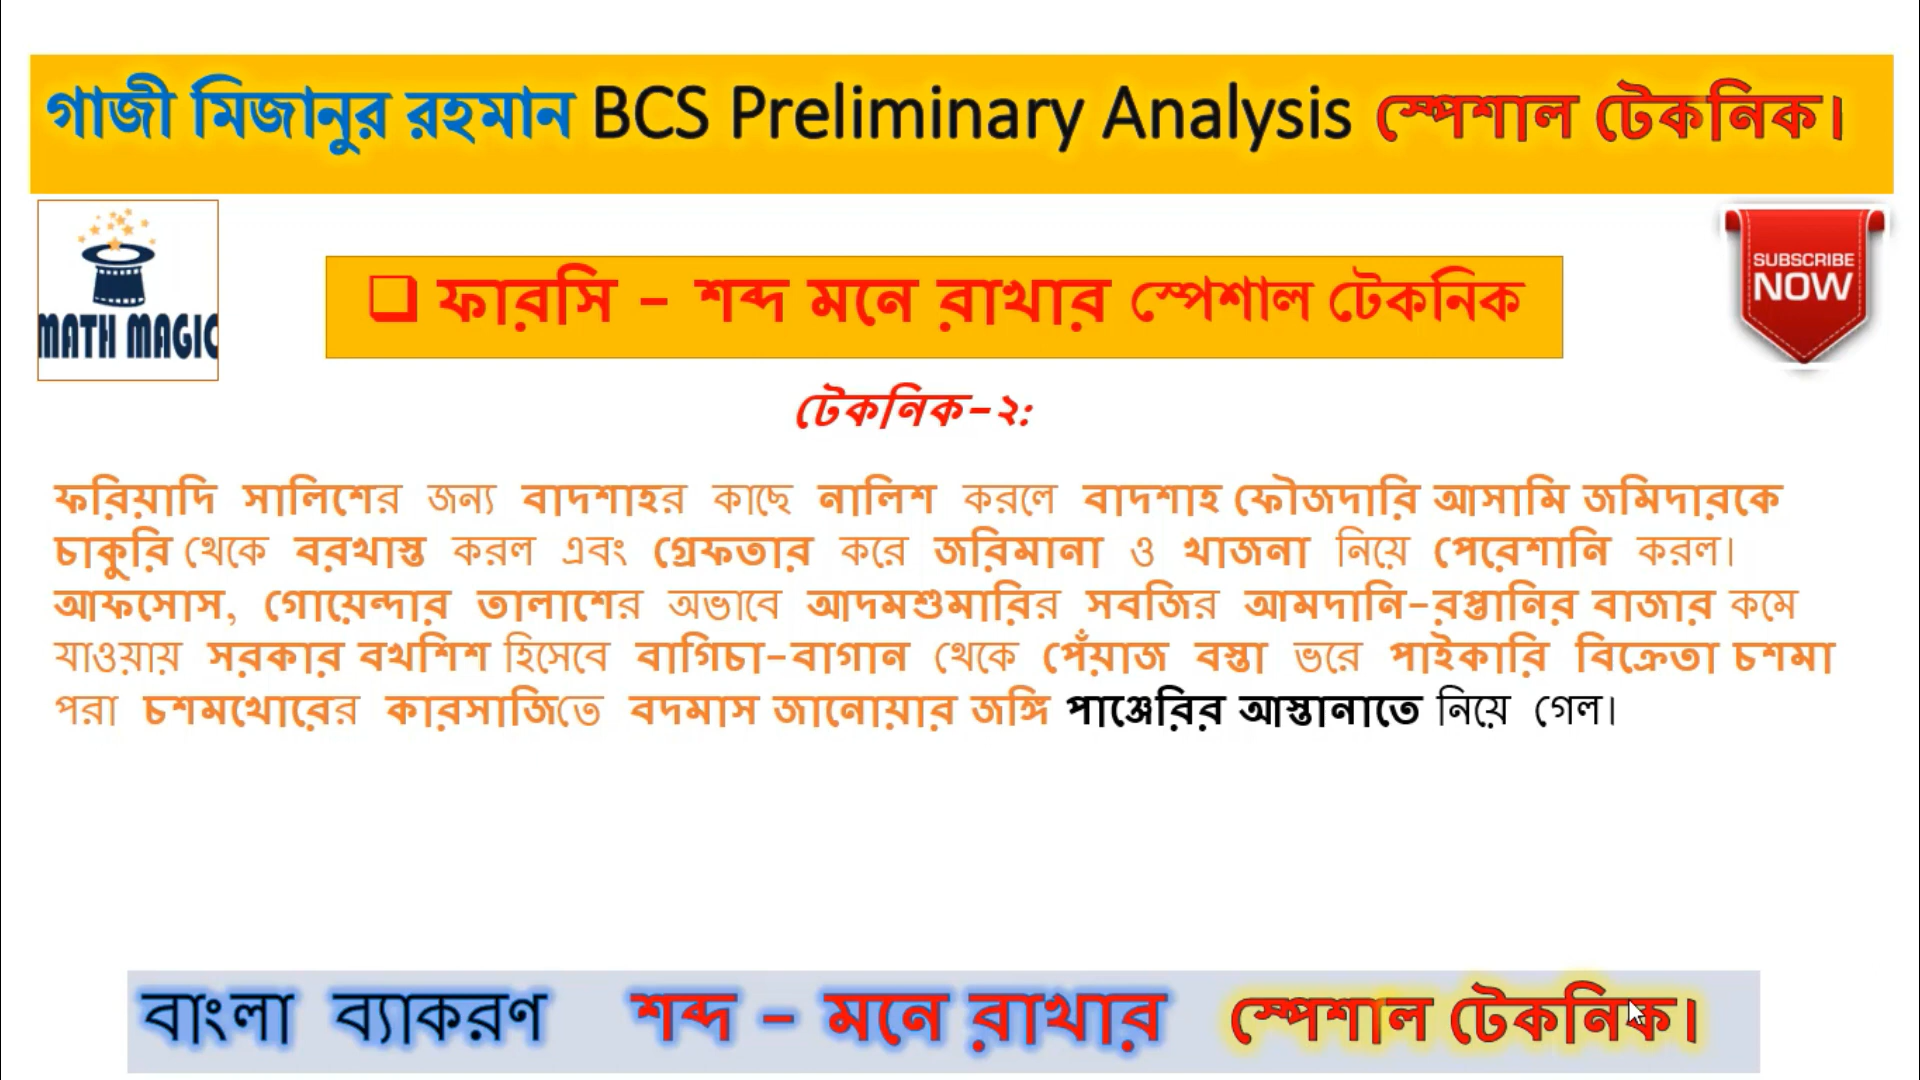 গাজী মিজানুর রহমান BCS Preliminary Analysis স্পেশাল টেকনিক।
MATH MAGIC
❑ ফারসি – শব্দ মনে রাখার স্পেশাল টেকনিক
SUBSCRIBE
NOW
টেকনিক-২:
ফরিয়াদি সালিশের জন্য বাদশাহর কাছে নালিশ করলে বাদশাহ ফৌজদারি আসামি জমিদারকে
চাকুরি থেকে বরখাস্ত করল এবং গ্রেফতার করে জরিমানা ও খাজনা নিয়ে পেরেশানি করল।
আফসোস, গোয়েন্দার তালাশের অভাবে আদমশুমারির সবজির আমদানি-রপ্তানির বাজার কমে
যাওয়ায় সরকার বখশিশ হিসেবে বাগিচা-বাগান থেকে পেঁয়াজ বস্তা ভরে পাইকারি বিক্রেতা চশমা
পরা চশমখোরের কারসাজিতে বদমাস জানোয়ার জঙ্গি পাঞ্জেরির আস্তানাতে নিয়ে গেল।
বাংলা ব্যাকরণ শব্দ – মনে রাখার স্পেশাল টেকনিক।